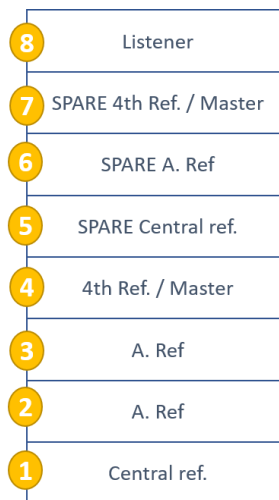 8 Listener
7 SPARE 4th Ref. / Master
6 SPARE A. Ref
5 SPARE Central ref.
4 4th Ref. / Master
3 A. Ref
2 A. Ref
1 Central ref.